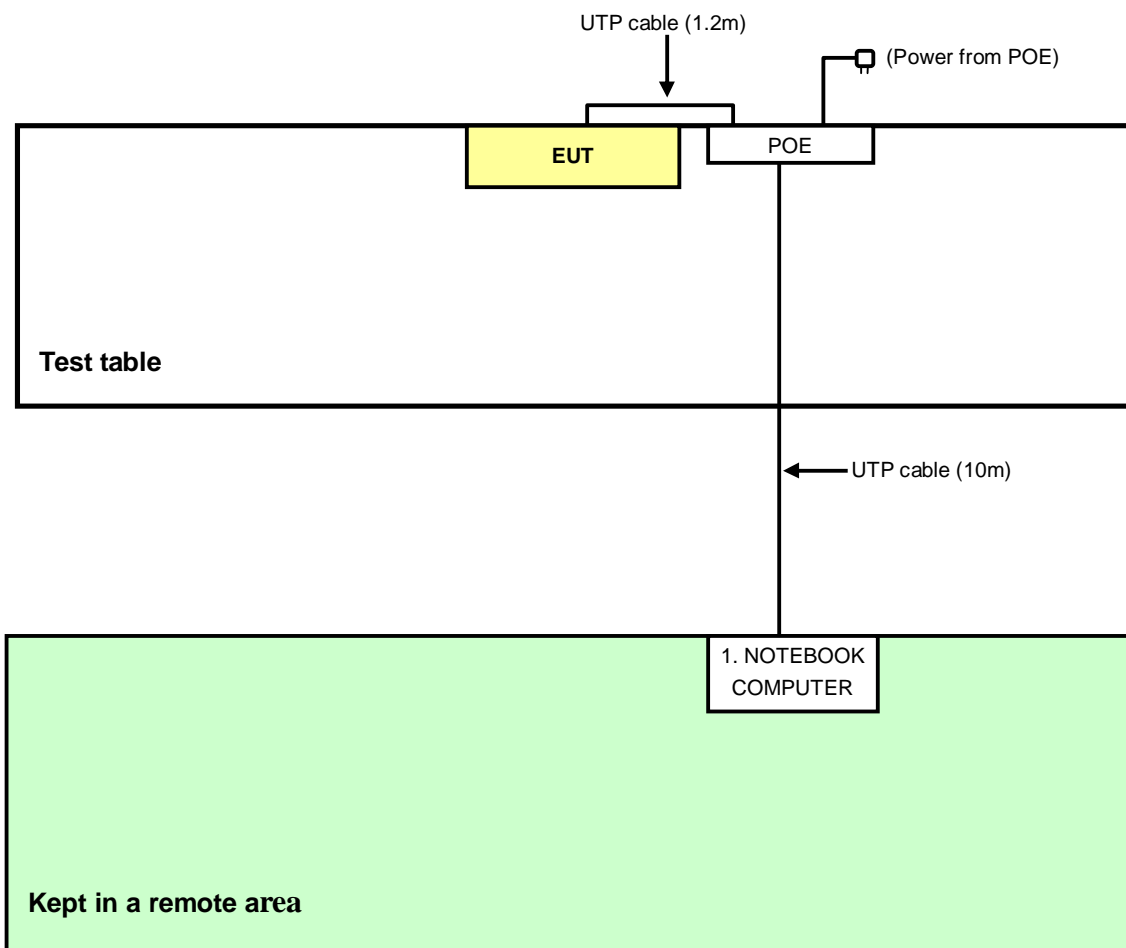 UTP cable (1.2m)
(Power from POE)
EUT
POE
Test table
UTP cable (10m)
1. NOTEBOOK
COMPUTER
Kept in a remote area